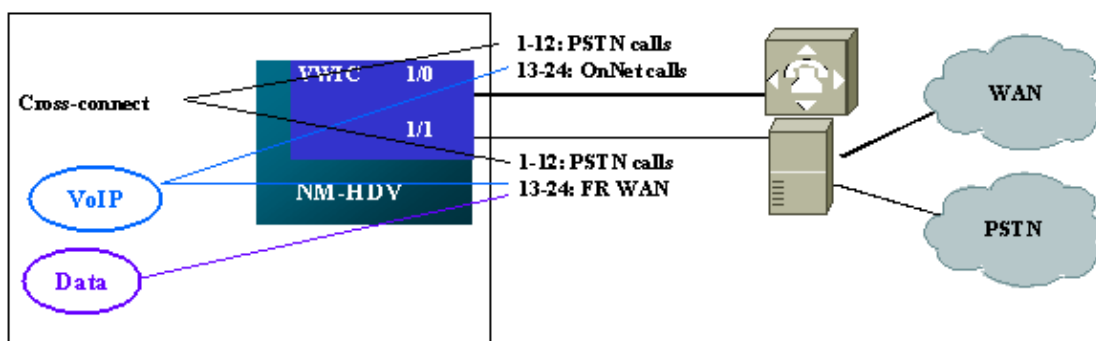 1-12: PSTN calls
13-24: OnNet calls
VWIC 1/0
Cross-connect
WAN
1/1
1-12: PSTN calls
13-24: FR WAN
VoIP
NM-HDV
PSTN
Data